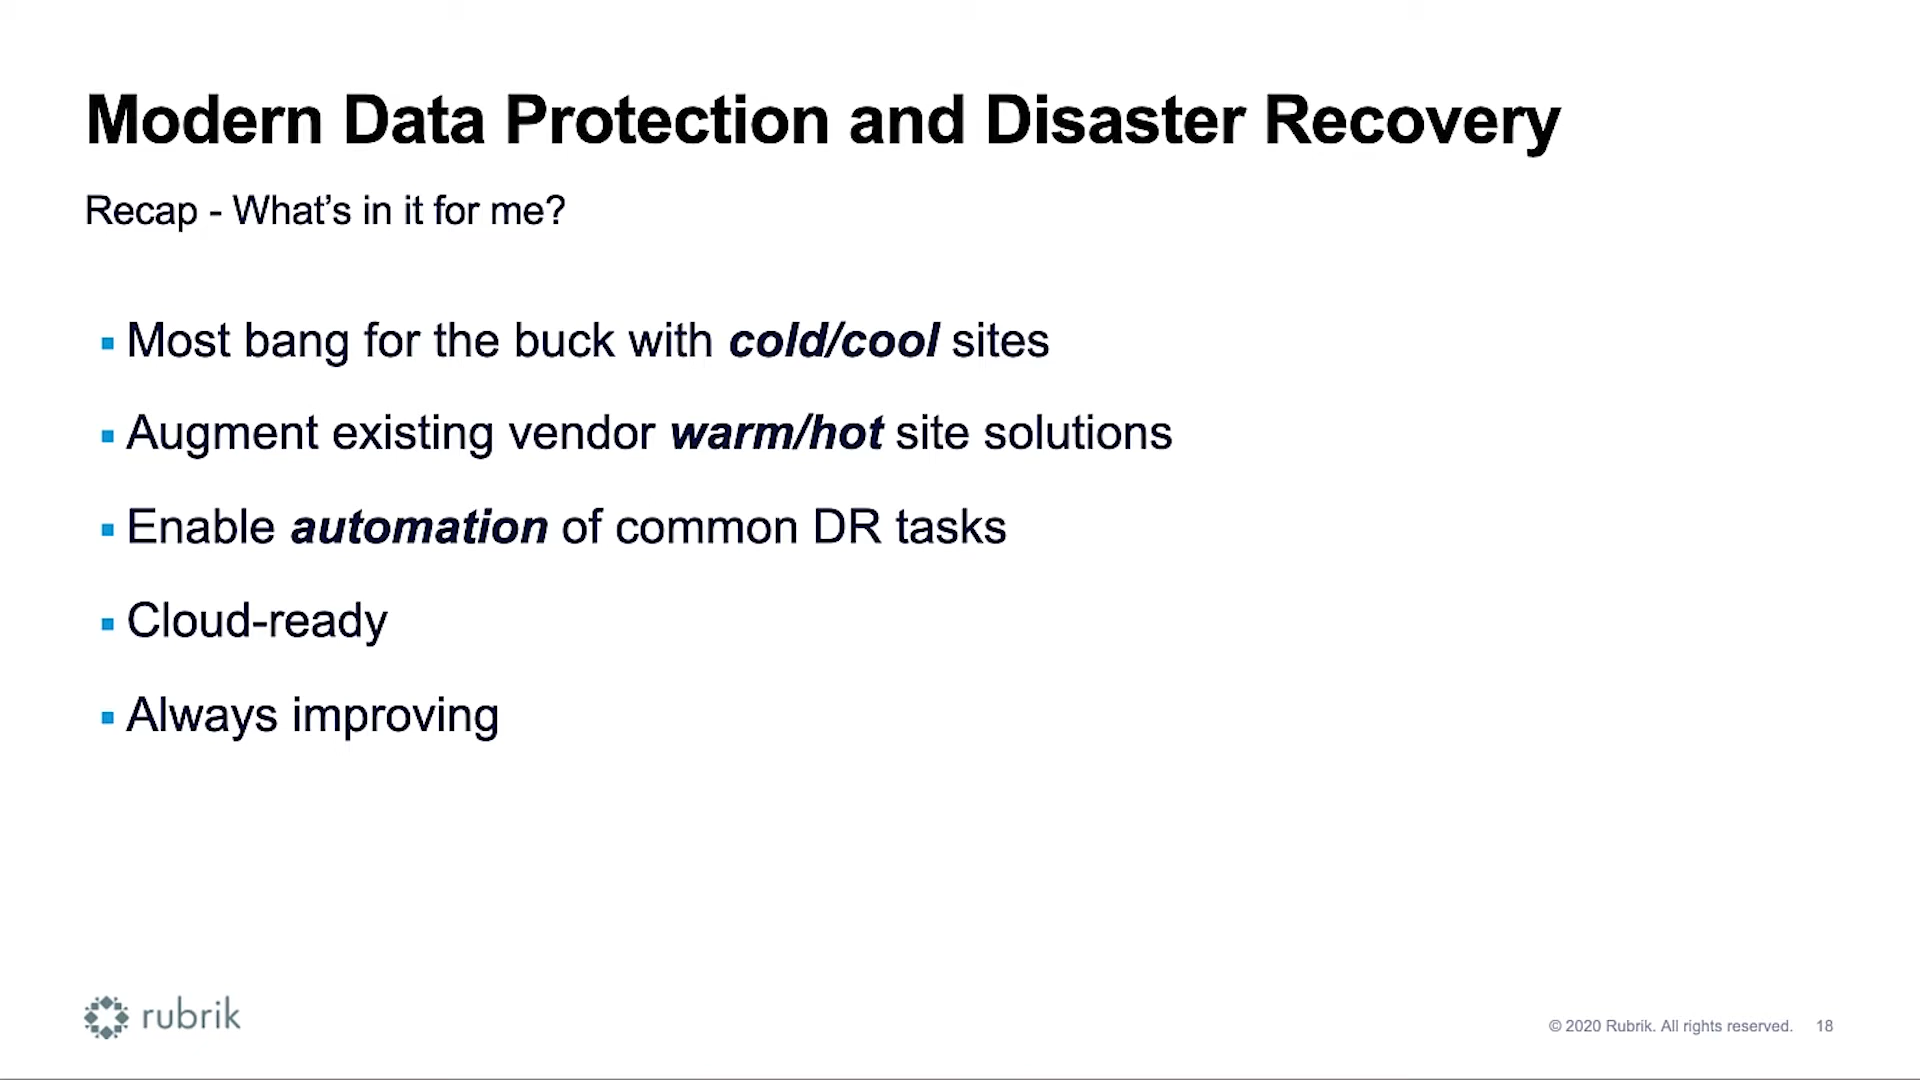 Modern Data Protection and Disaster Recovery
Recap - What’s in it for me?
▪ Most bang for the buck with cold/cool sites
▪ Augment existing vendor warm/hot site solutions
▪ Enable automation of common DR tasks
▪ Cloud-ready
▪ Always improving
rubrik
© 2020 Rubrik. All rights reserved. 18